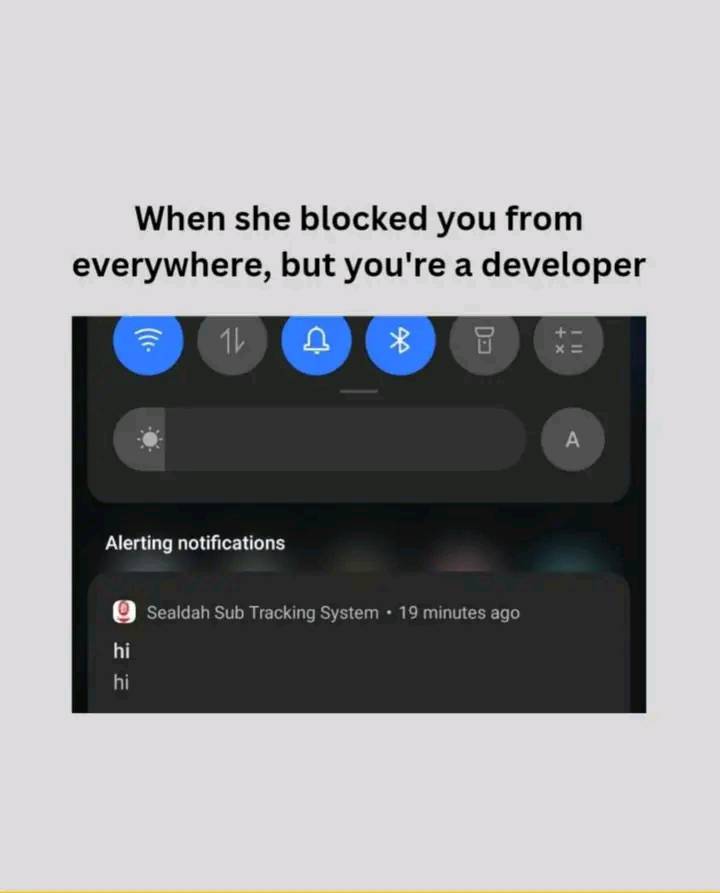 When she blocked you from
everywhere, but you're a developer
A
Alerting notifications
Sealdah Sub Tracking System • 19 minutes ago
hi
hi